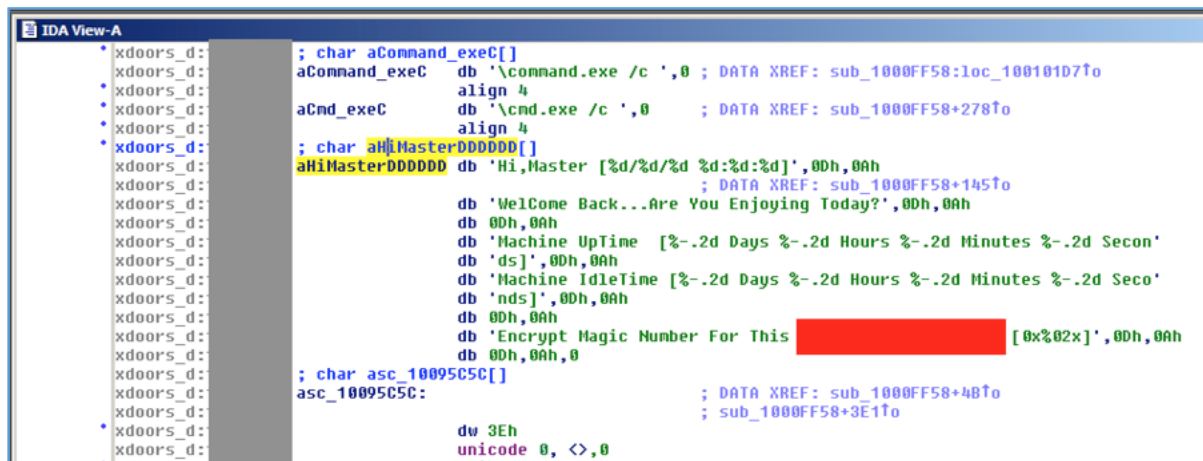 IDA View-A
xdoors_d: ; char aCommand_exeC[]
xdoors_d: aCommand_exeC db '\command.exe /c ',0 ; DATA XREF: sub_1000FF58:loc_100101D7↑o
xdoors_d: align 4
xdoors_d: aCmd_exeC db '\cmd.exe /c ',0 ; DATA XREF: sub_1000FF58+278↑o
xdoors_d: align 4
xdoors_d: ; char aHiMasterDDDDDD[]
xdoors_d: aHiMasterDDDDDD db 'Hi,Master [%d/%d/%d %d:%d:%d]',0Dh,0Ah
xdoors_d: ; DATA XREF: sub_1000FF58+145↑o
xdoors_d: db 'WelCome Back...Are You Enjoying Today?',0Dh,0Ah
xdoors_d: db 0Dh,0Ah
xdoors_d: db 'Machine UpTime [%-.2d Days %-.2d Hours %-.2d Minutes %-.2d Secon'
xdoors_d: db 'ds]',0Dh,0Ah
xdoors_d: db 'Machine IdleTime [%-.2d Days %-.2d Hours %-.2d Minutes %-.2d Seco'
xdoors_d: db 'nds]',0Dh,0Ah
xdoors_d: db 0Dh,0Ah
xdoors_d: db 'Encrypt Magic Number For This [0x%02x]',0Dh,0Ah
xdoors_d: db 0Dh,0Ah,0
xdoors_d: ; char asc_10095C5C[]
xdoors_d: asc_10095C5C: ; DATA XREF: sub_1000FF58+4B↑o
xdoors_d: ; sub_1000FF58+3E1↑o
xdoors_d: dw 3Eh
xdoors_d: unicode 0, <>,0